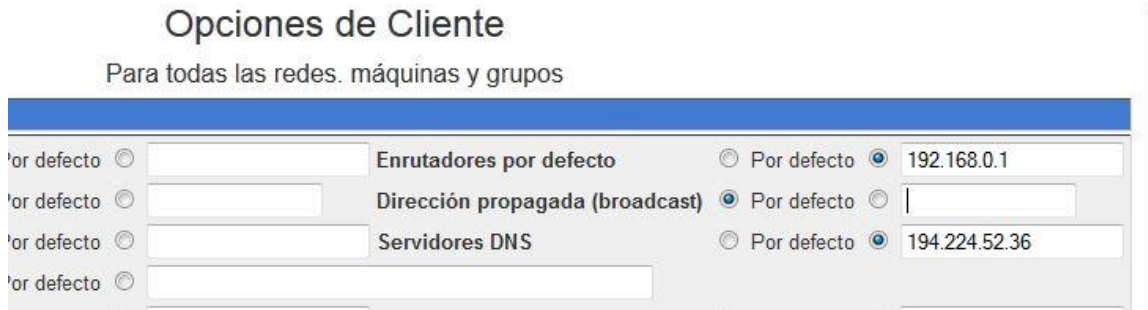 Opciones de Cliente
Para todas las redes. máquinas y grupos
Por defecto Enrutadores por defecto Por defecto 192.168.0.1
Por defecto Dirección propagada (broadcast) Por defecto
Por defecto Servidores DNS Por defecto 194.224.52.36
Por defecto